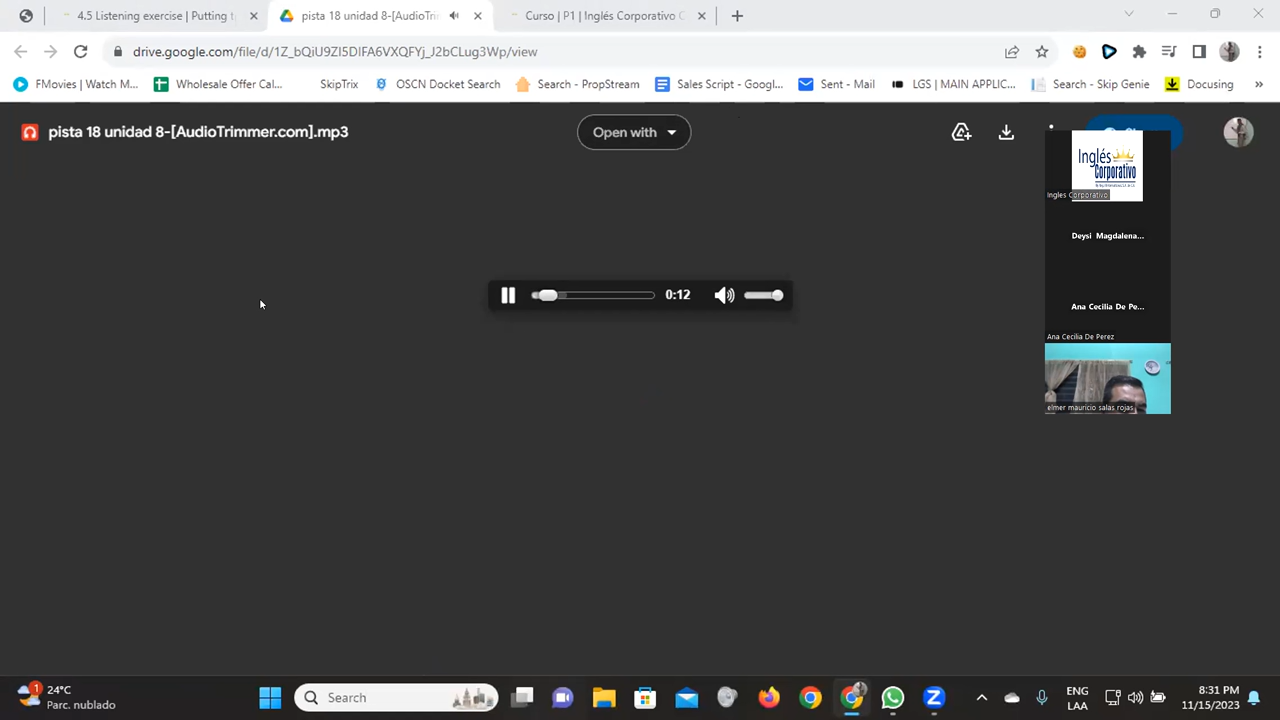 4.5 Listening exercise | Putting t
pista 18 unidad 8-[AudioTrim
Curso | P1 | Inglés Corporativo C
drive.google.com/file/d/1Z_bQiU9ZI5DIFA6VXQFYj_J2bCLug3Wp/view
FMovies | Watch M...
Wholesale Offer Cal...
SkipTrix
OSCN Docket Search
Search - PropStream
Sales Script - Googl...
Sent - Mail
LGS | MAIN APPLIC...
Search - Skip Genie
Docusing
»
pista 18 unidad 8-[AudioTrimmer.com].mp3
Open with
Inglés
Corporativo
Ingles Corporativo
Deysi Magdalena...
0:12
Ana Cecilia De Pe...
Ana Cecilia De Perez
elmer mauricio salas rojas
1
24°C
Parc. nublado
Search
ENG
LAA
8:31 PM
11/15/2023